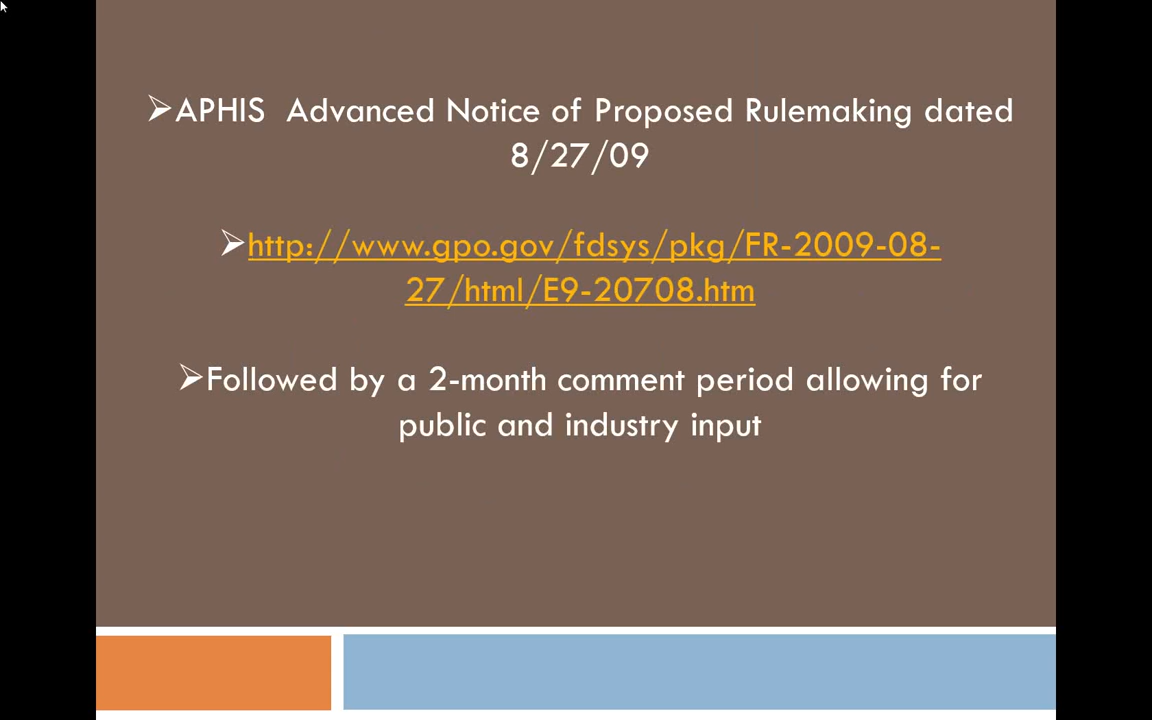 ➢APHIS  Advanced Notice of Proposed Rulemaking dated
8/27/09
➢http://www.gpo.gov/fdsys/pkg/FR-2009-08-
27/html/E9-20708.htm
➢Followed by a 2-month comment period allowing for
public and industry input